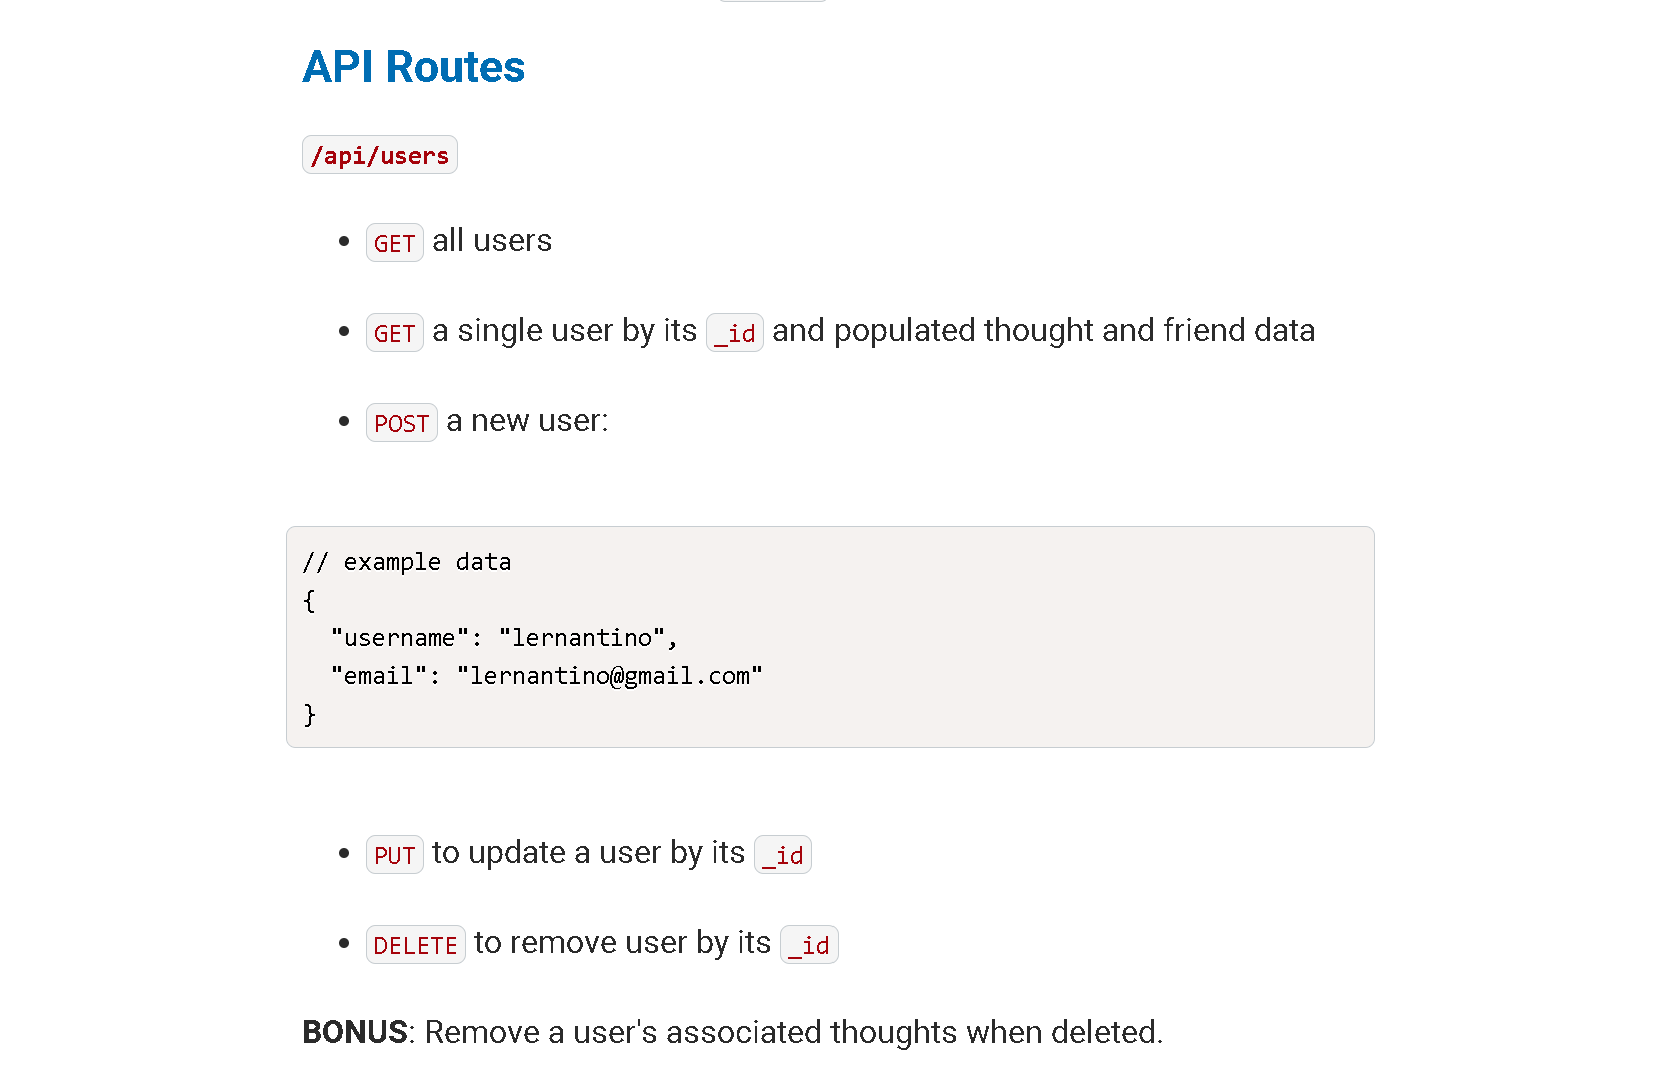 API Routes
/api/users
GET all users
GET a single user by its _id and populated thought and friend data
POST a new user:
// example data
{
  "username": "lernantino",
  "email": "lernantino@gmail.com"
}
PUT to update a user by its _id
DELETE to remove user by its _id
BONUS: Remove a user's associated thoughts when deleted.